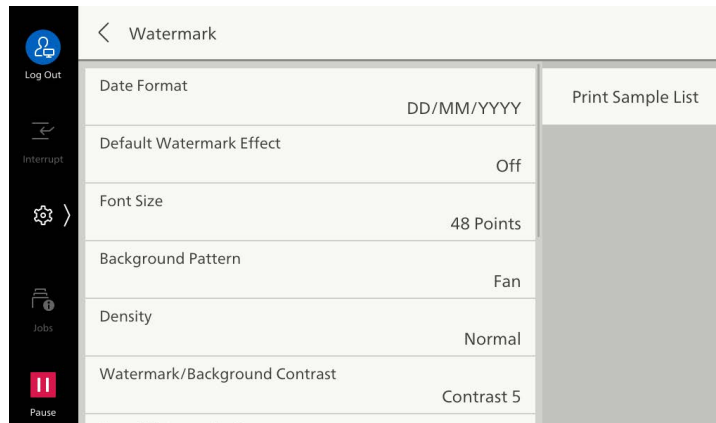 Watermark
Log Out
Interrupt
Jobs
Pause
Date Format
DD/MM/YYYY
Default Watermark Effect
Off
Font Size
48 Points
Background Pattern
Fan
Density
Normal
Watermark/Background Contrast
Contrast 5
Print Sample List